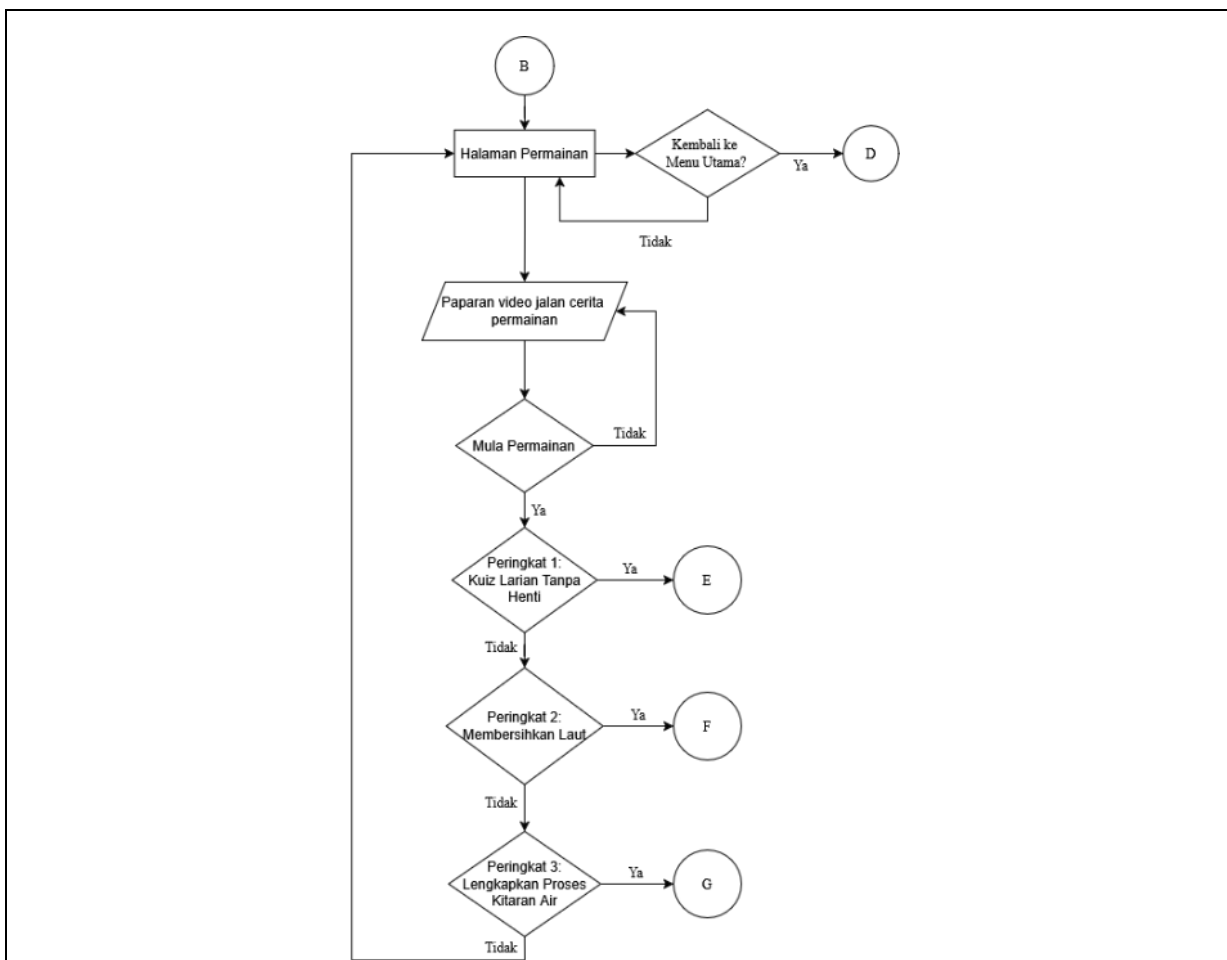 B
Halaman Permainan
Kembali ke
Menu Utama?
Ya
D
Tidak
Paparan video jalan cerita
permainan
Mula Permainan
Tidak
Ya
Peringkat 1:
Kuiz Larian Tanpa
Henti
Ya
E
Tidak
Peringkat 2:
Membersihkan Laut
Ya
F
Tidak
Peringkat 3:
Lengkapkan Proses
Kitaran Air
Ya
G
Tidak